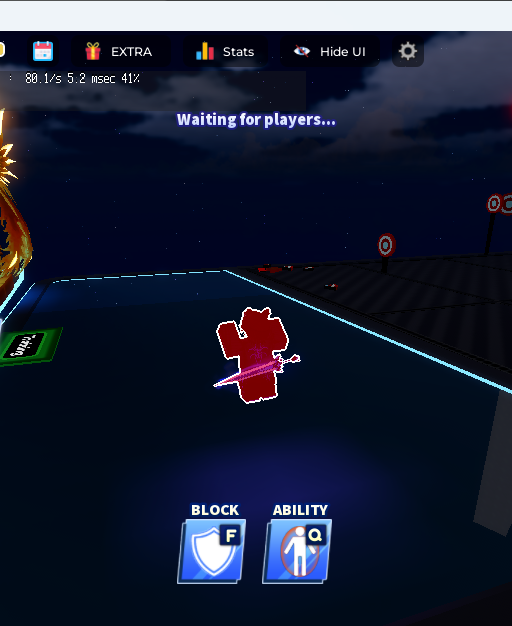 EXTRA
Stats
Hide UI
: 80.1/s 5.2 msec 41%
Waiting for players...
BLOCK
ABILITY
F
Q